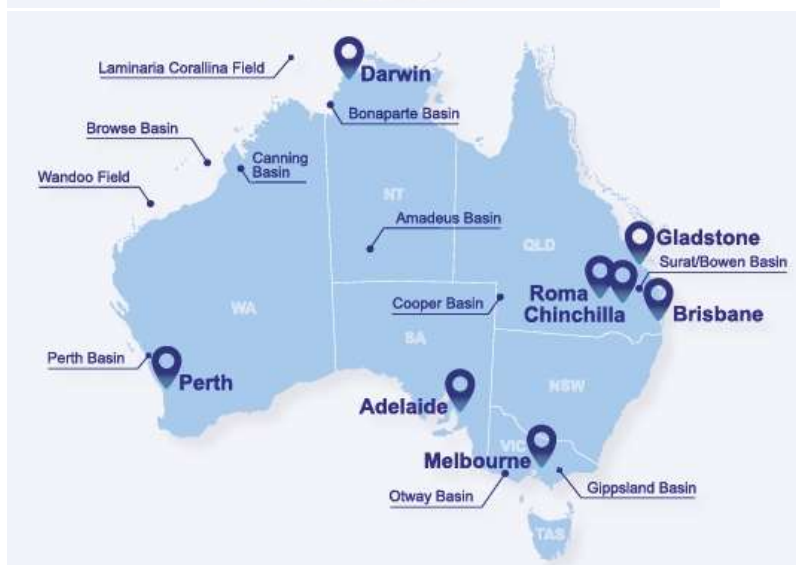 Laminaria Corallina Field
Darwin
Bonaparte Basin
Browse Basin
Canning
Basin
Wandoo Field
NT
Amadeus Basin
QLD
Gladstone
Surat/Bowen Basin
Roma
Chinchilla
Brisbane
Cooper Basin
WA
SA
Perth Basin
Perth
NSW
Adelaide
VIC
Melbourne
Otway Basin
Gippsland Basin
TAS